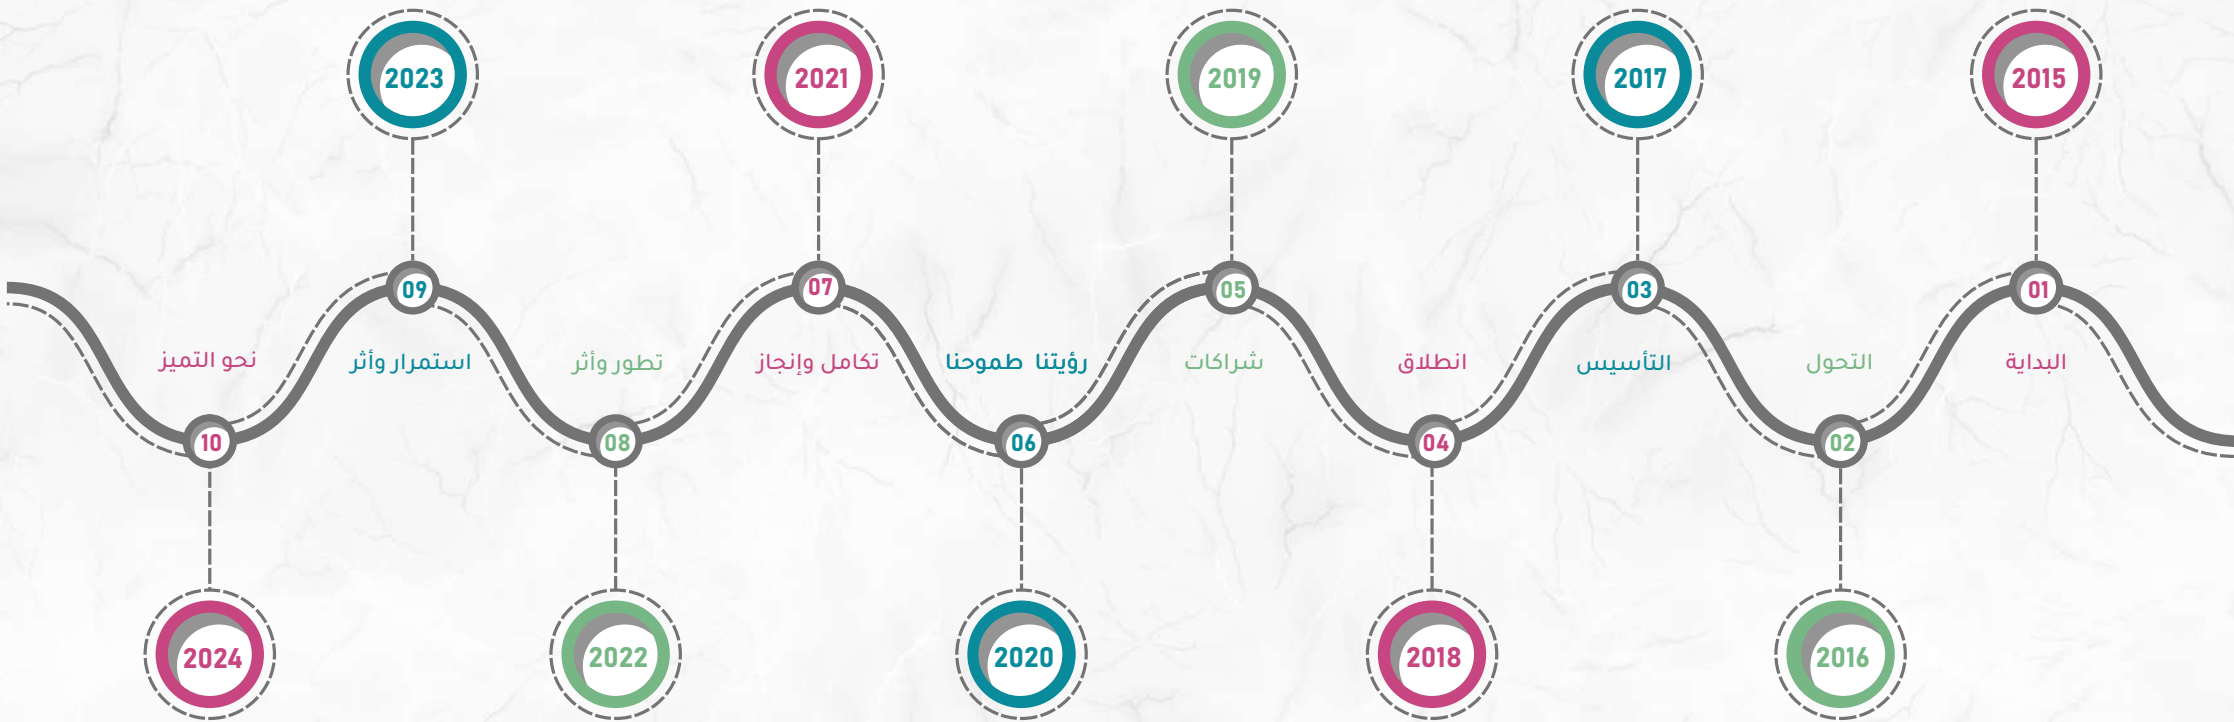 2015
2017
2019
2021
2023
01
03
05
07
09
البداية
التحول
التأسيس
انطلاق
شراكات
رؤيتنا طموحنا
تكامل وإنجاز
تطور وأثر
استمرار وأثر
نحو التميز
02
04
06
08
10
2016
2018
2020
2022
2024